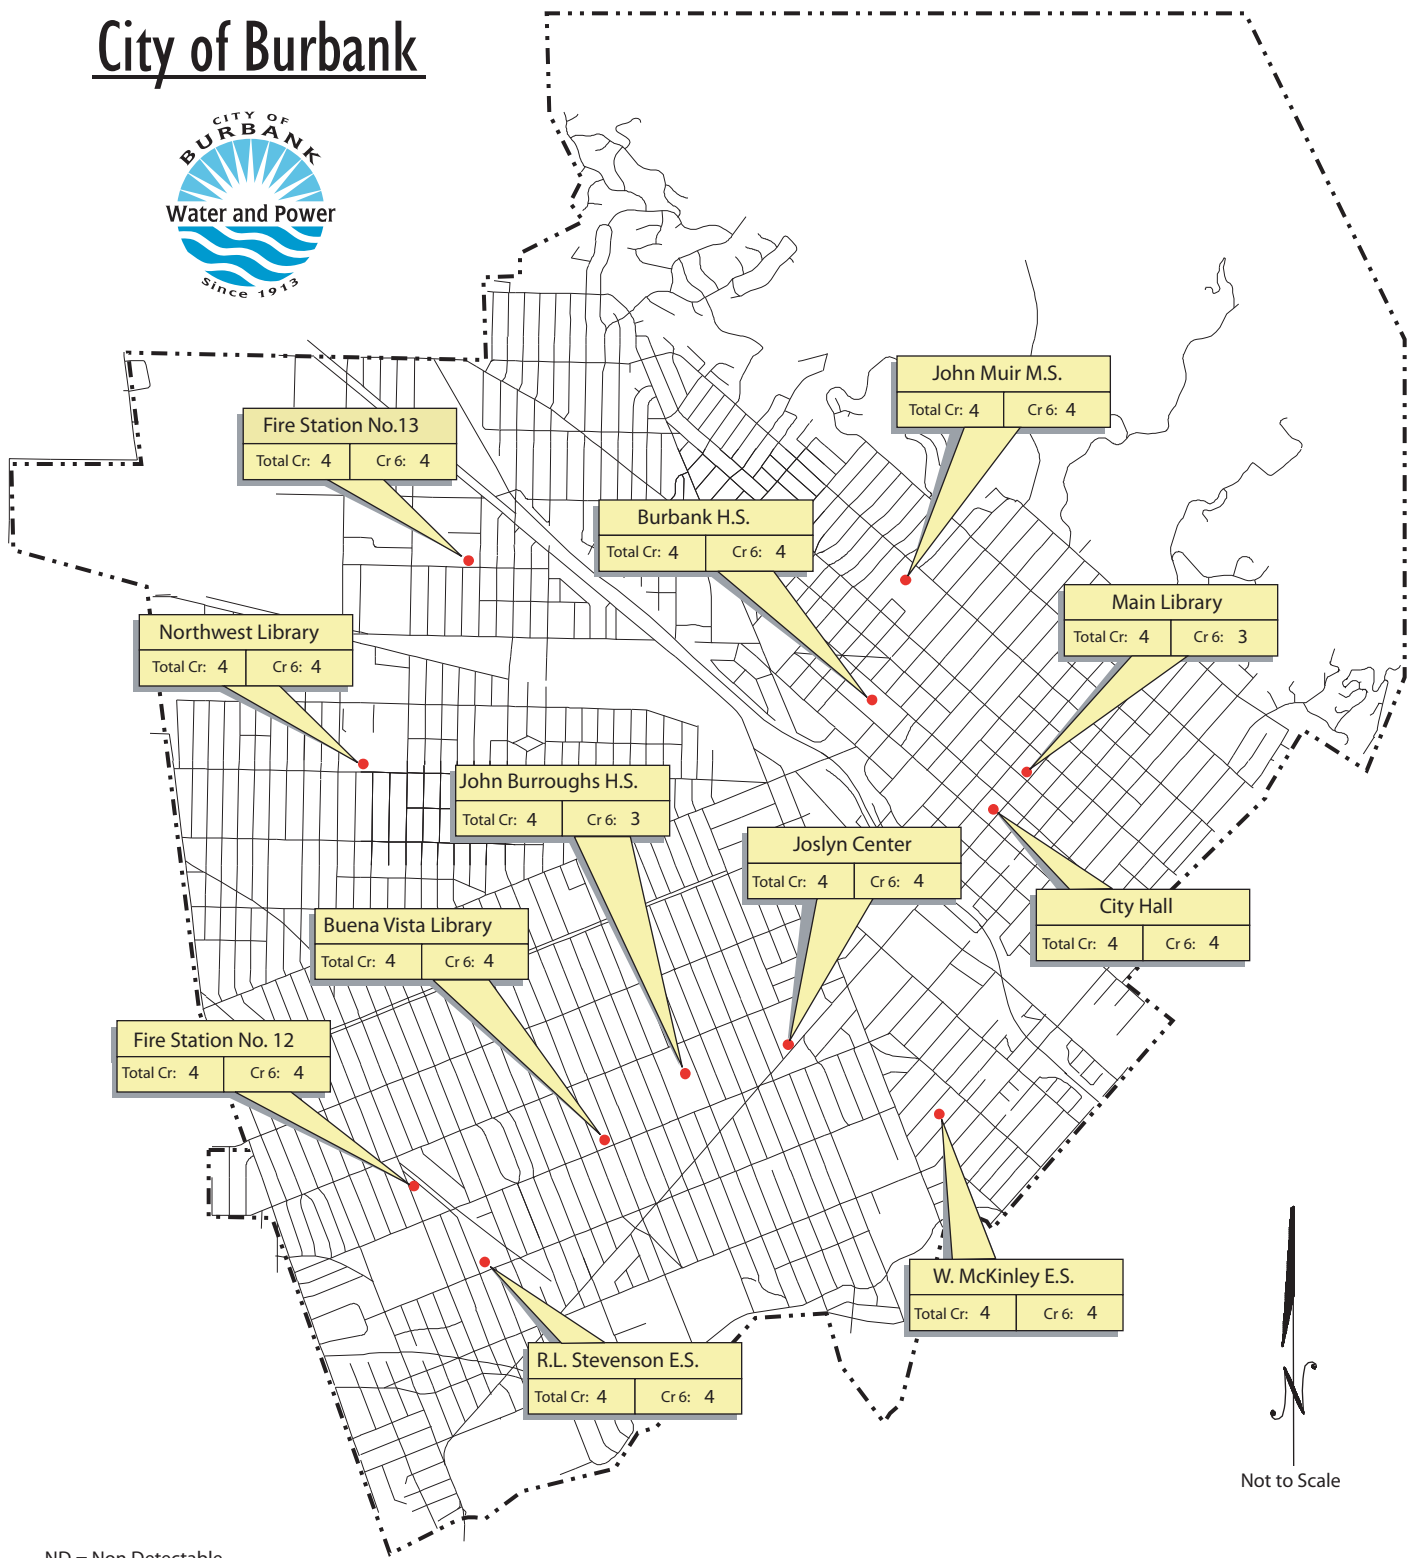 City of Burbank
CITY OF
BURBANK
Water and Power
Since 1913
John Muir M.S.
Total Cr: 4 Cr 6: 4
Fire Station No.13
Total Cr: 4 Cr 6: 4
Burbank H.S.
Total Cr: 4 Cr 6: 4
Main Library
Total Cr: 4 Cr 6: 3
Northwest Library
Total Cr: 4 Cr 6: 4
John Burroughs H.S.
Total Cr: 4 Cr 6: 3
Joslyn Center
Total Cr: 4 Cr 6: 4
City Hall
Total Cr: 4 Cr 6: 4
Buena Vista Library
Total Cr: 4 Cr 6: 4
Fire Station No. 12
Total Cr: 4 Cr 6: 4
W. McKinley E.S.
Total Cr: 4 Cr 6: 4
R.L. Stevenson E.S.
Total Cr: 4 Cr 6: 4
N
Not to Scale
ND = Non Detectable